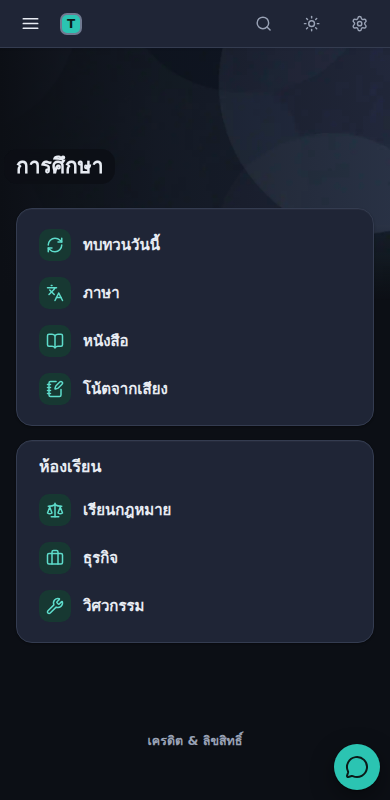 T
การศึกษา
ทบทวนวันนี้
ภาษา
หนังสือ
โน้ตจากเสียง
ห้องเรียน
เรียนกฎหมาย
ธุรกิจ
วิศวกรรม
เครดิต & ลิขสิทธิ์